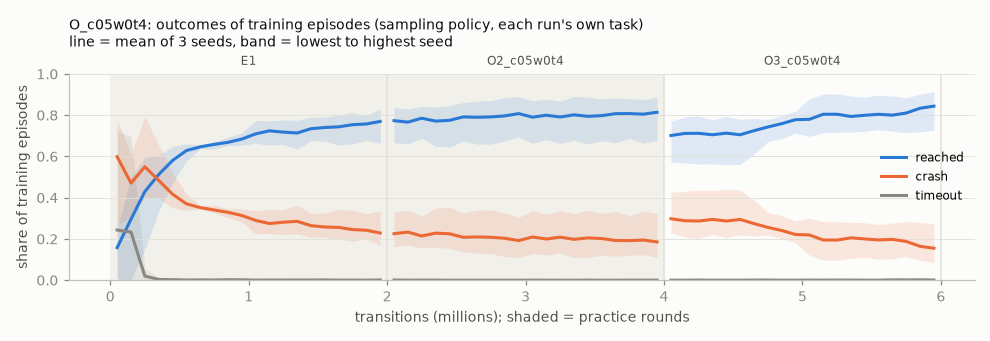 O_c05w0t4: outcomes of training episodes (sampling policy, each run's own task)
line = mean of 3 seeds, band = lowest to highest seed
E1
O2_c05w0t4
O3_c05w0t4
share of training episodes
1.0
0.8
0.6
0.4
0.2
0.0
reached
crash
timeout
0
1
2
3
4
5
6
transitions (millions); shaded = practice rounds